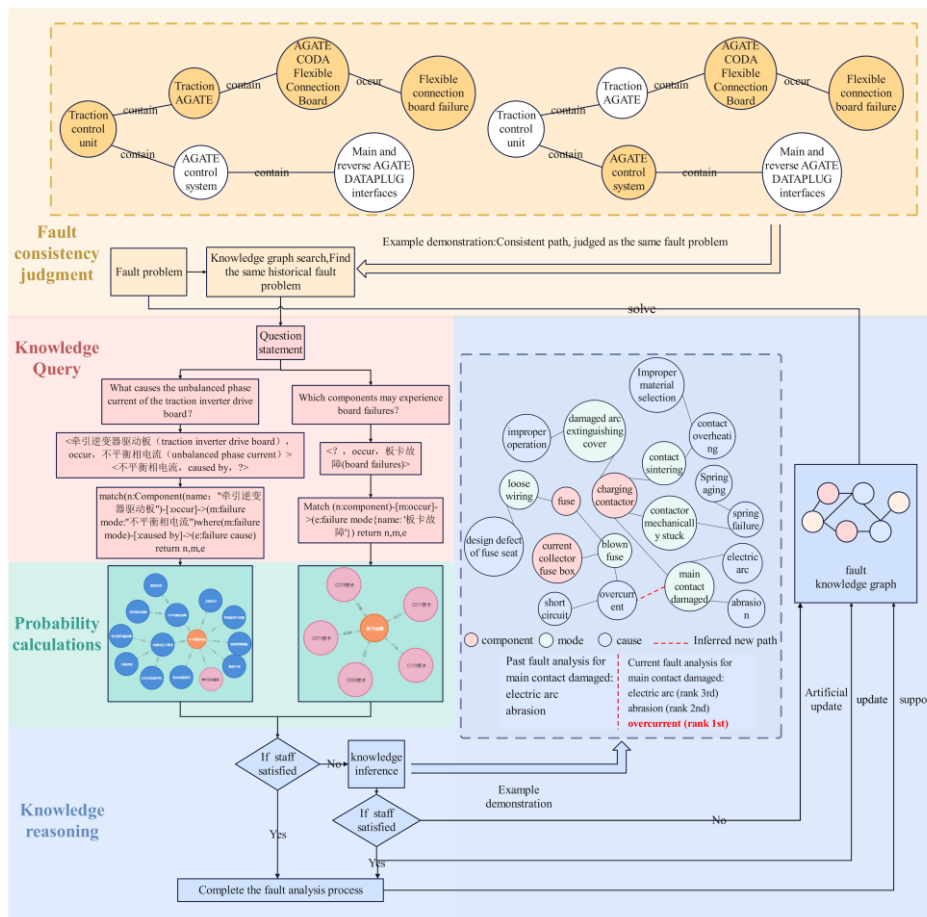 AGATE
CODA
Flexible
Connection
Board
occur
Flexible
connection
board failure
contain
Traction
AGATE
contain
Traction
control
unit
contain
AGATE
control
system
contain
Main and
reverse AGATE
DATAPLUG
interfaces
AGATE
CODA
Flexible
Connection
Board
occur
Flexible
connection
board failure
contain
Traction
AGATE
contain
Traction
control
unit
contain
AGATE
control
system
contain
Main and
reverse AGATE
DATAPLUG
interfaces
Fault
consistency
judgment
Example demonstration:Consistent path, judged as the same fault problem
Fault problem
Knowledge graph search,Find
the same historical fault
problem
solve
Knowledge
Query
Question
statement
What causes the unbalanced phase
current of the traction inverter drive
board?
Which components may experience
board failures?
<牵引逆变器驱动板（traction inverter drive board），
occur，不平衡相电流（unbalanced phase current）>
<不平衡相电流，caused by，?>
<？，occur，板卡故
障(board failures)>
match(n:Component(name："牵引逆变
器驱动板")-[:occur]->(m:failure
mode:"不平衡相电流")where(m:failure
mode)-[:caused by]->(e:failure cause)
return n,m,e
Match (n:component)-[m:occur]-
>(e:failure mode{name: '板卡故
障'}) return n,m,e
Improper
material
selection
improper
operation
damaged arc
extinguishing
cover
contact
overheati
ng
contact
sintering
Spring
aging
loose
wiring
fuse
charging
contactor
spring
failure
contactor
mechanicall
y stuck
design defect
of fuse seat
current
collector
fuse box
blown
fuse
electric
arc
main
contact
damaged
short
circuit
overcurr
ent
abrasio
n
component
mode
cause
Inferred new path
Past fault analysis for
main contact damaged:
electric arc
abrasion
Current fault analysis for
main contact damaged:
electric arc (rank 3rd)
abrasion (rank 2nd)
overcurrent (rank 1st)
fault
knowledge graph
Artificial
update
update
suppo
Probability
calculations
If staff
satisfied
No
knowledge
inference
Example
demonstration
If staff
satisfied
No
Knowledge
reasoning
Yes
Yes
Complete the fault analysis process